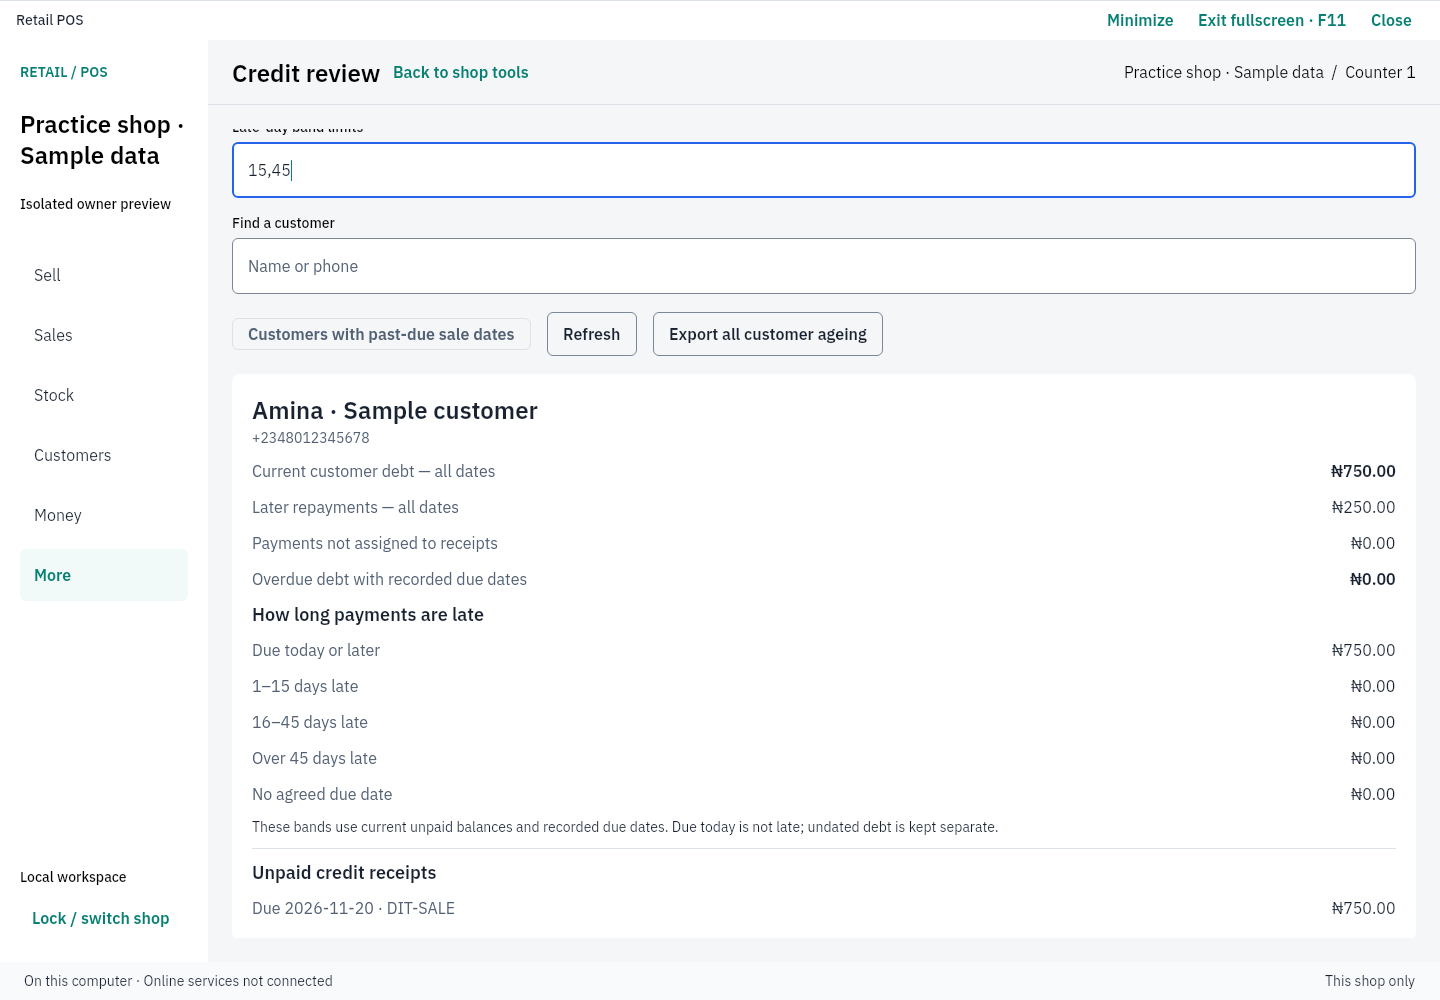 Retail POS
Minimize
Exit fullscreen · F11
Close
RETAIL / POS
Practice shop ·
Sample data
Isolated owner preview
Sell
Sales
Stock
Customers
Money
More
Local workspace
Lock / switch shop
Credit review
Back to shop tools
Practice shop · Sample data / Counter 1
Late-day band limits
15,45
Find a customer
Name or phone
Customers with past-due sale dates
Refresh
Export all customer ageing
Amina · Sample customer
+2348012345678
Current customer debt — all dates ₦750.00
Later repayments — all dates ₦250.00
Payments not assigned to receipts ₦0.00
Overdue debt with recorded due dates ₦0.00
How long payments are late
Due today or later ₦750.00
1–15 days late ₦0.00
16–45 days late ₦0.00
Over 45 days late ₦0.00
No agreed due date ₦0.00
These bands use current unpaid balances and recorded due dates. Due today is not late; undated debt is kept separate.
Unpaid credit receipts
Due 2026-11-20 · DIT-SALE ₦750.00
On this computer · Online services not connected
This shop only